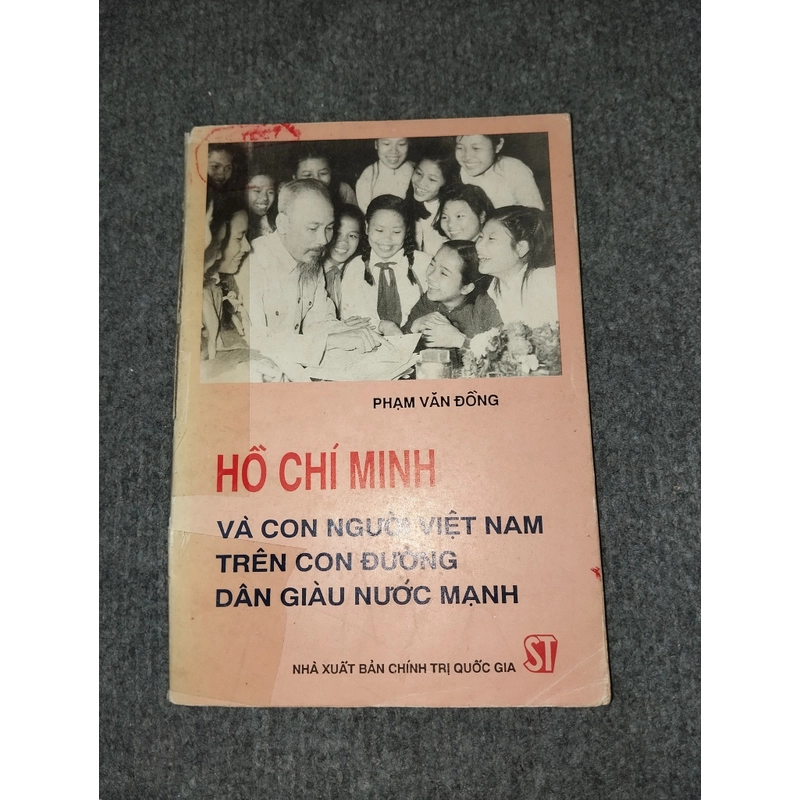 PHẠM VĂN ĐỒNG
HỒ CHÍ MINH
VÀ CON NGƯỜI VIỆT NAM
TRÊN CON ĐƯỜNG
DÂN GIÀU NƯỚC MẠNH
NHÀ XUẤT BẢN CHÍNH TRỊ QUỐC GIA
ST